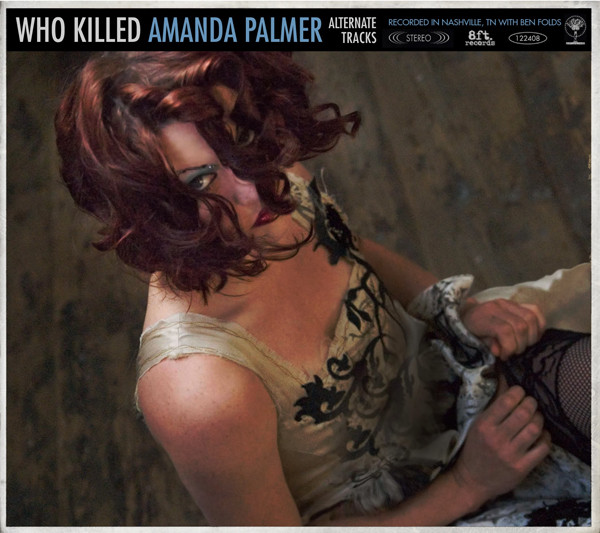 WHO KILLED AMANDA PALMER ALTERNATE TRACKS
RECORDED IN NASHVILLE, TN WITH BEN FOLDS
STEREO
8ft. records
122408